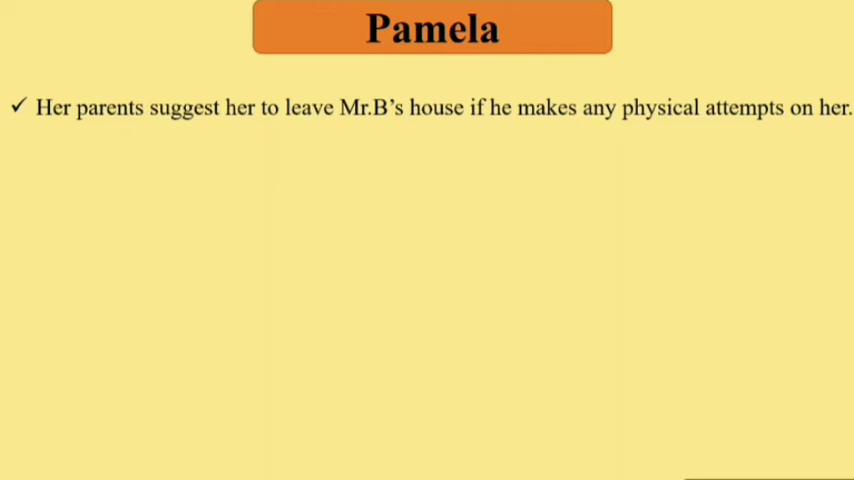 Pamela
✓ Her parents suggest her to leave Mr.B’s house if he makes any physical attempts on her.